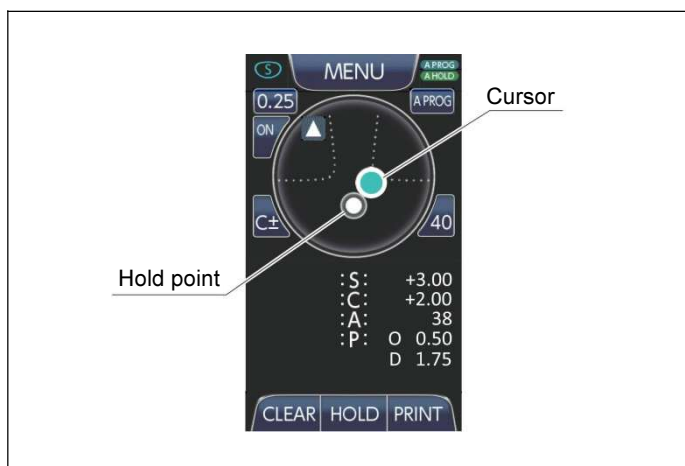 S MENU A PROG
A HOLD
0.25 A PROG
Cursor
ON
C± 40
Hold point
:S: +3.00
:C: +2.00
:A: 38
:P: O 0.50
D 1.75
CLEAR HOLD PRINT